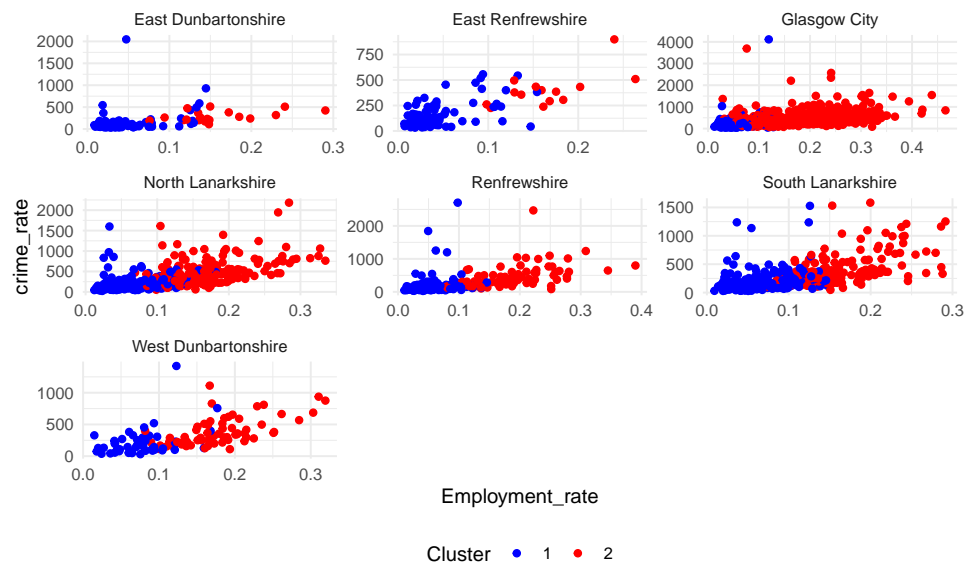 East Dunbartonshire
East Renfrewshire
Glasgow City
2000
1500
1000
500
0
0.0 0.1 0.2 0.3
750
500
250
0
0.0 0.1 0.2
4000
3000
2000
1000
0
0.0 0.1 0.2 0.3 0.4
North Lanarkshire
Renfrewshire
South Lanarkshire
2000
1500
1000
500
0
0.0 0.1 0.2 0.3
2000
1000
0
0.0 0.1 0.2 0.3 0.4
1500
1000
500
0
0.0 0.1 0.2 0.3
West Dunbartonshire
1000
500
0
0.0 0.1 0.2 0.3
crime_rate
Employment_rate
Cluster 1 2